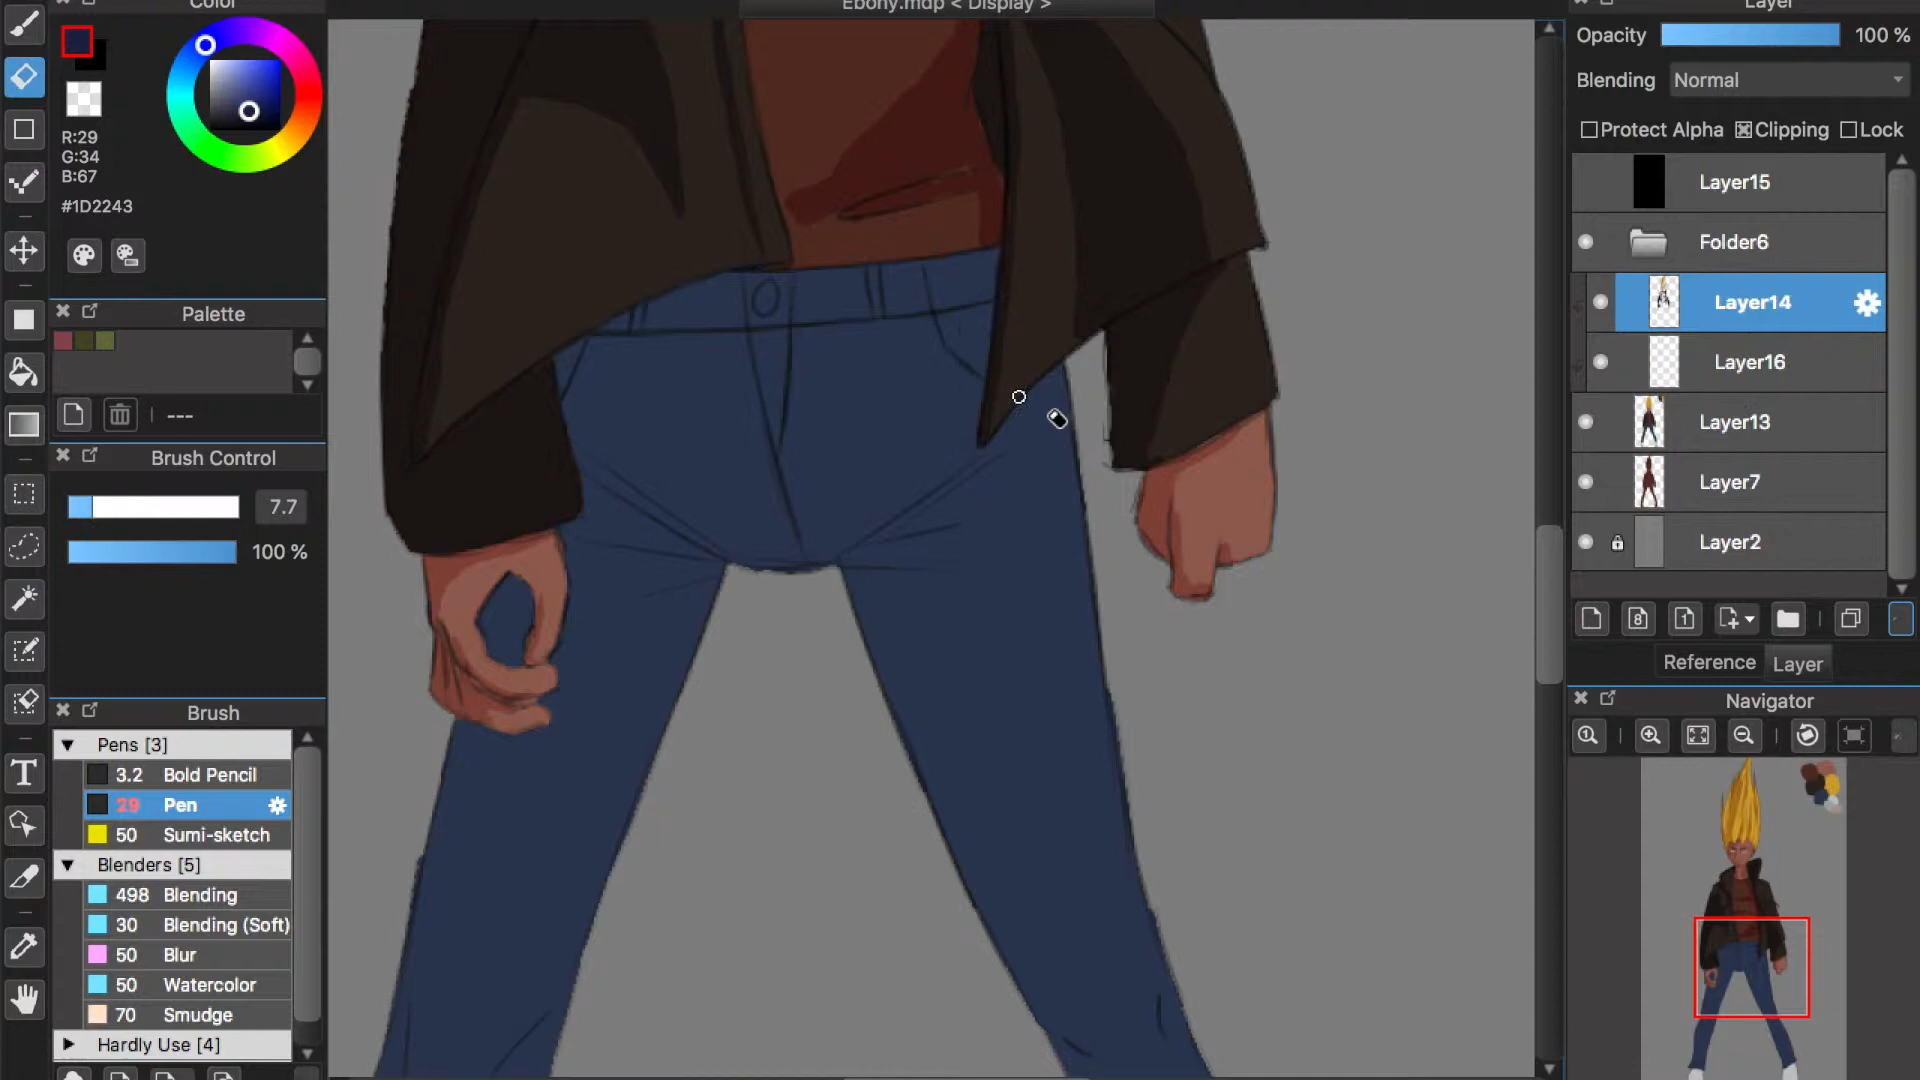 Color
R:29
G:34
B:67
#1D2243
Palette
---
Brush Control
7.7
100 %
Brush
Pens [3]
3.2 Bold Pencil
29 Pen
50 Sumi-sketch
Blenders [5]
498 Blending
30 Blending (Soft)
50 Blur
50 Watercolor
70 Smudge
Hardly Use [4]
T
Ebony.mdp < Display >
Layer
Opacity 100 %
Blending Normal
Protect Alpha Clipping Lock
Layer15
Folder6
Layer14
Layer16
Layer13
Layer7
Layer2
8 1
Reference Layer
Navigator
1